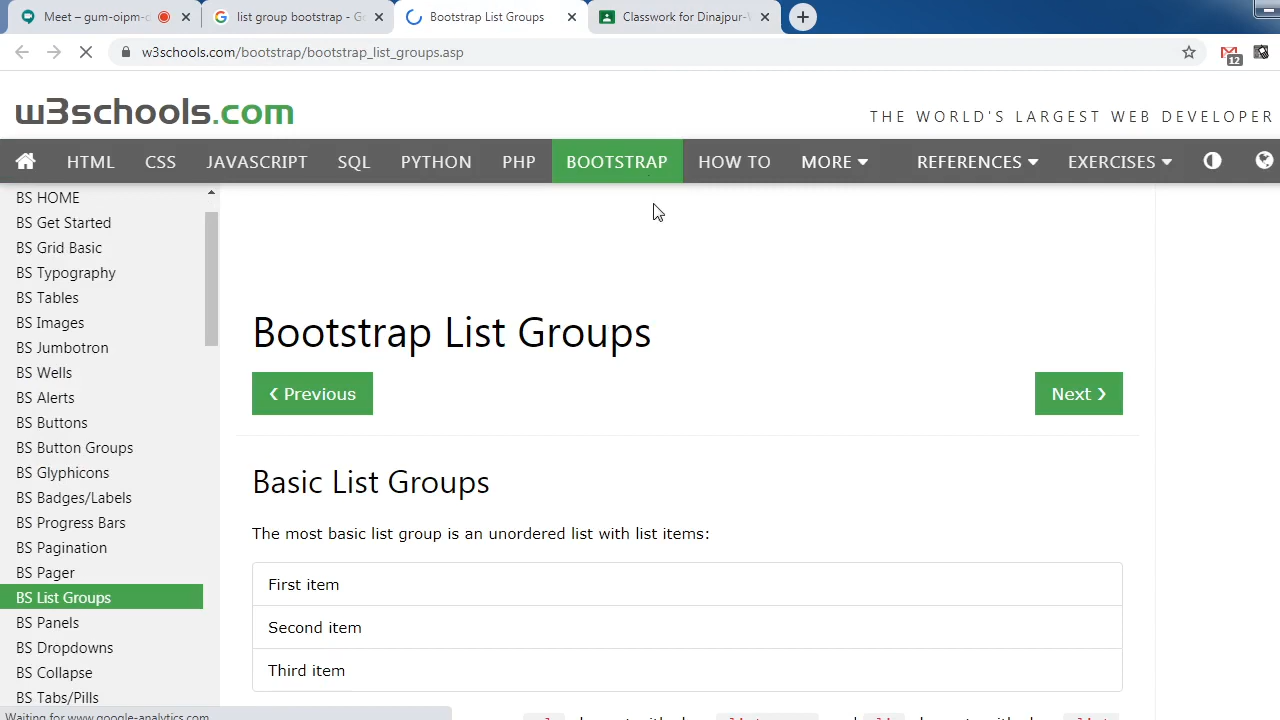 Meet – gum-oipm-c
list group bootstrap - G
Bootstrap List Groups
Classwork for Dinajpur-
w3schools.com/bootstrap/bootstrap_list_groups.asp
12
w3schools.com
THE WORLD'S LARGEST WEB DEVELOPER
HTML CSS JAVASCRIPT SQL PYTHON PHP BOOTSTRAP HOW TO MORE REFERENCES EXERCISES
BS HOME
BS Get Started
BS Grid Basic
BS Typography
BS Tables
BS Images
BS Jumbotron
BS Wells
BS Alerts
BS Buttons
BS Button Groups
BS Glyphicons
BS Badges/Labels
BS Progress Bars
BS Pagination
BS Pager
BS List Groups
BS Panels
BS Dropdowns
BS Collapse
BS Tabs/Pills
Bootstrap List Groups
❮ Previous
Next ❯
Basic List Groups
The most basic list group is an unordered list with list items:
First item
Second item
Third item
Waiting for www.google-analytics.com